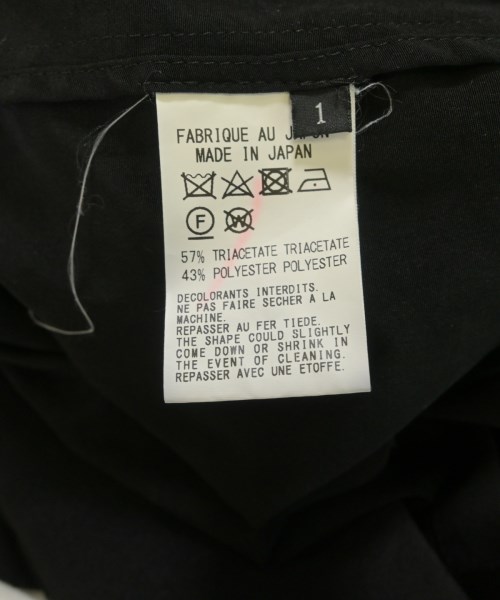 1
FABRIQUE AU JAPON
MADE IN JAPAN
F W
57% TRIACETATE TRIACETATE
43% POLYESTER POLYESTER
DECOLORANTS INTERDITS.
NE PAS FAIRE SECHER A LA
MACHINE.
REPASSER AU FER TIEDE.
THE SHAPE COULD SLIGHTLY
COME DOWN OR SHRINK IN
THE EVENT OF CLEANING.
REPASSER AVEC UNE ETOFFE.